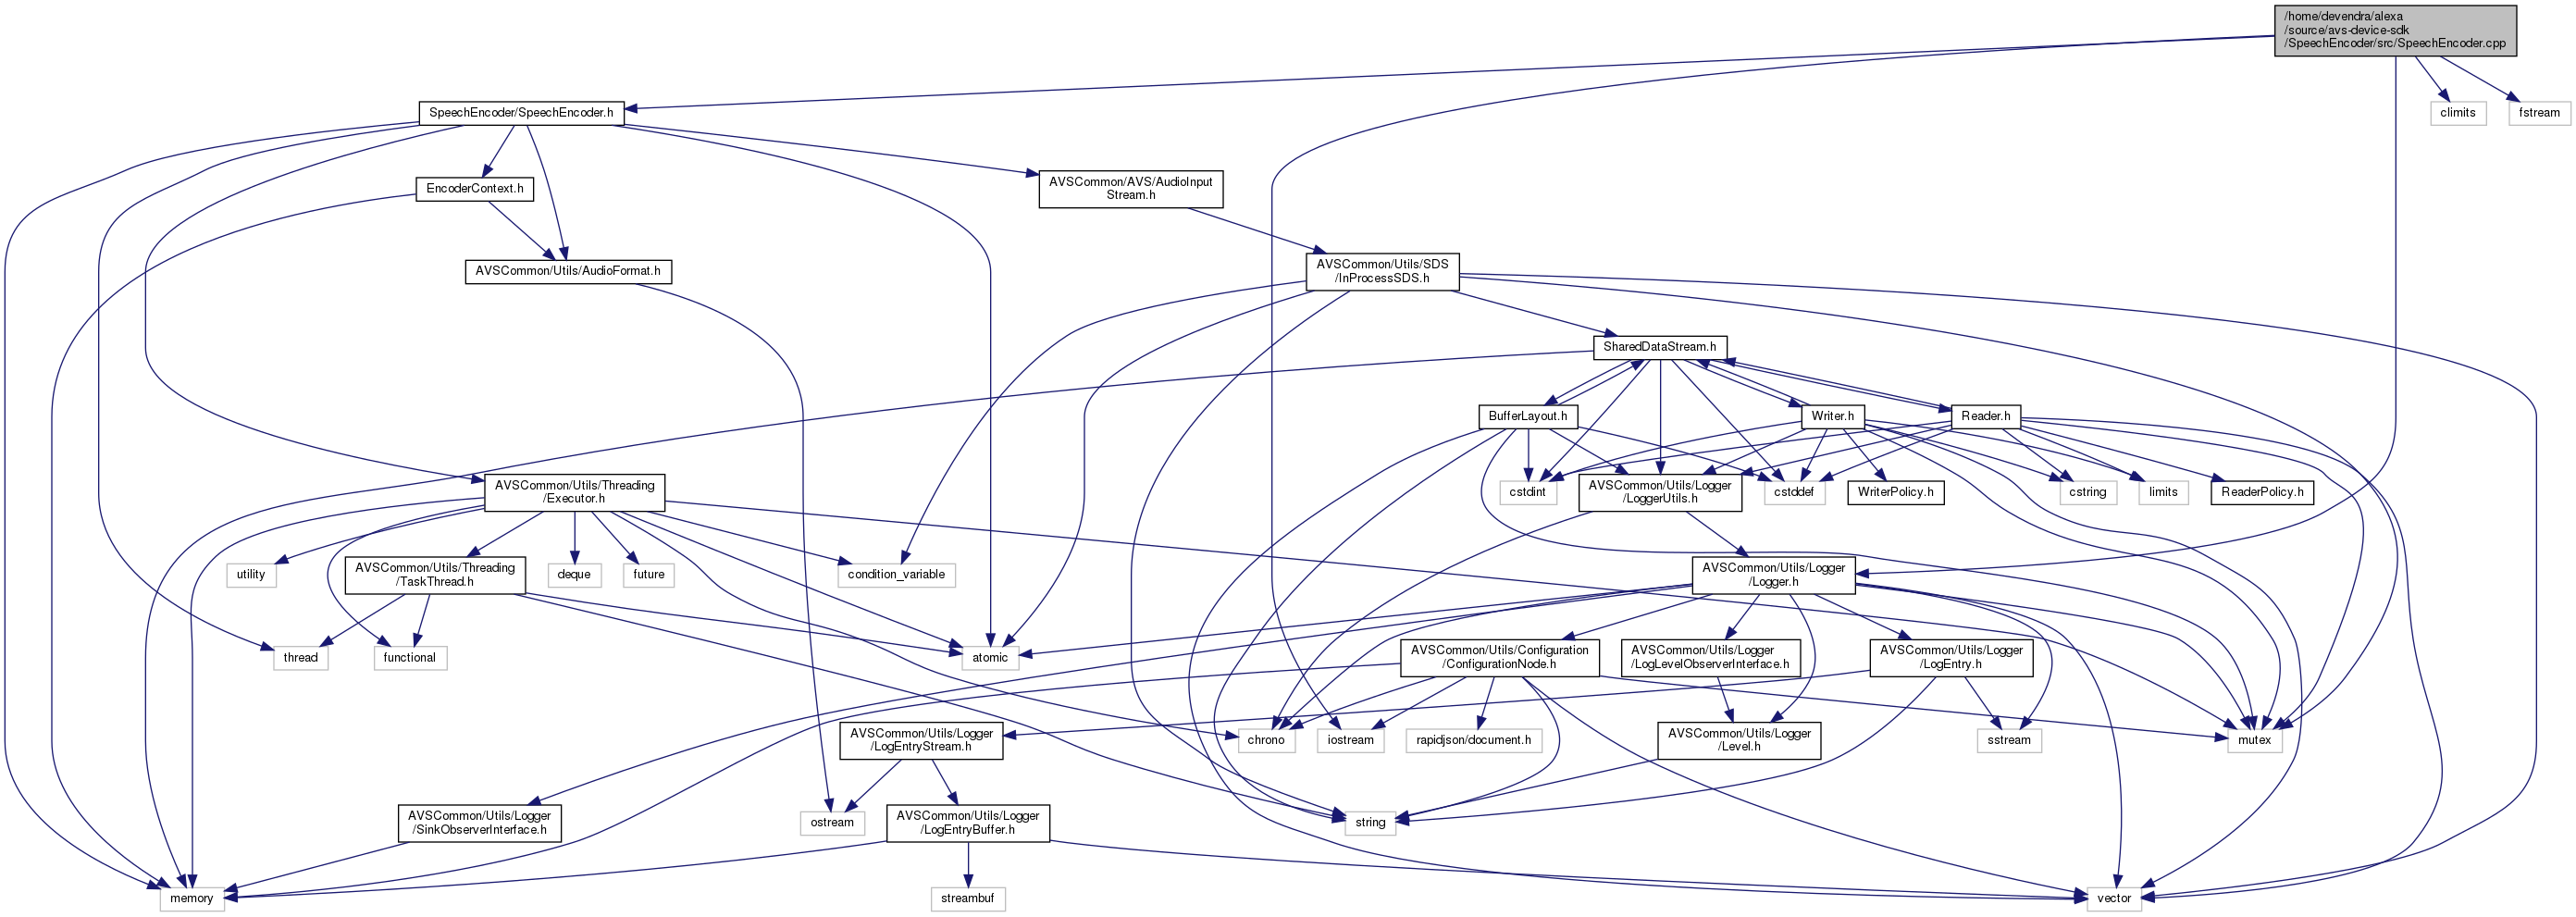 /home/devendra/alexa
/source/avs-device-sdk
/SpeechEncoder/src/SpeechEncoder.cpp
SpeechEncoder/SpeechEncoder.h
climits
fstream
EncoderContext.h
AVSCommon/AVS/AudioInput
Stream.h
AVSCommon/Utils/AudioFormat.h
AVSCommon/Utils/SDS
/InProcessSDS.h
SharedDataStream.h
BufferLayout.h
Writer.h
Reader.h
AVSCommon/Utils/Threading
/Executor.h
cstdint
AVSCommon/Utils/Logger
/LoggerUtils.h
cstddef
WriterPolicy.h
cstring
limits
ReaderPolicy.h
utility
AVSCommon/Utils/Threading
/TaskThread.h
deque
future
condition_variable
AVSCommon/Utils/Logger
/Logger.h
thread
functional
atomic
AVSCommon/Utils/Configuration
/ConfigurationNode.h
AVSCommon/Utils/Logger
/LogLevelObserverInterface.h
AVSCommon/Utils/Logger
/LogEntry.h
AVSCommon/Utils/Logger
/LogEntryStream.h
chrono
iostream
rapidjson/document.h
AVSCommon/Utils/Logger
/Level.h
sstream
mutex
AVSCommon/Utils/Logger
/SinkObserverInterface.h
ostream
AVSCommon/Utils/Logger
/LogEntryBuffer.h
string
memory
streambuf
vector